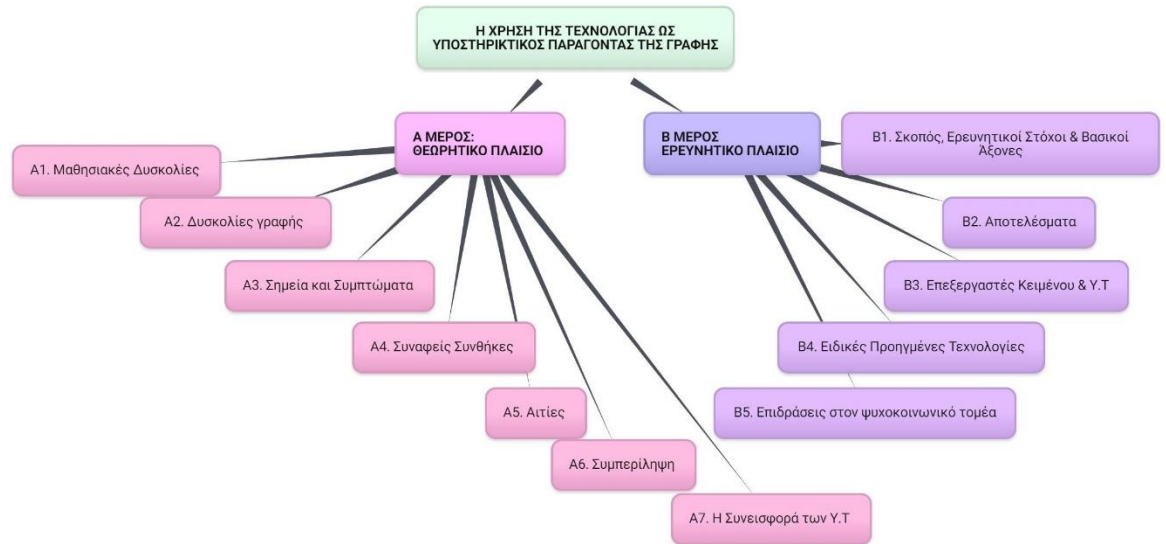 Η ΧΡΗΣΗ ΤΗΣ ΤΕΧΝΟΛΟΓΙΑΣ ΩΣ
ΥΠΟΣΤΗΡΙΚΤΙΚΟΣ ΠΑΡΑΓΟΝΤΑΣ ΤΗΣ ΓΡΑΦΗΣ
Α ΜΕΡΟΣ:
ΘΕΩΡΗΤΙΚΟ ΠΛΑΙΣΙΟ
Α1. Μαθησιακές Δυσκολίες
Α2. Δυσκολίες γραφής
Α3. Σημεία και Συμπτώματα
Α4. Συναφείς Συνθήκες
Α5. Αιτίες
Α6. Συμπερίληψη
Α7. Η Συνεισφορά των Υ.Τ
Β ΜΕΡΟΣ
ΕΡΕΥΝΗΤΙΚΟ ΠΛΑΙΣΙΟ
Β1. Σκοπός, Ερευνητικοί Στόχοι & Βασικοί
Άξονες
Β2. Αποτελέσματα
Β3. Επεξεργαστές Κειμένου & Υ.Τ
Β4. Ειδικές Προηγμένες Τεχνολογίες
Β5. Επιδράσεις στον ψυχοκοινωνικό τομέα